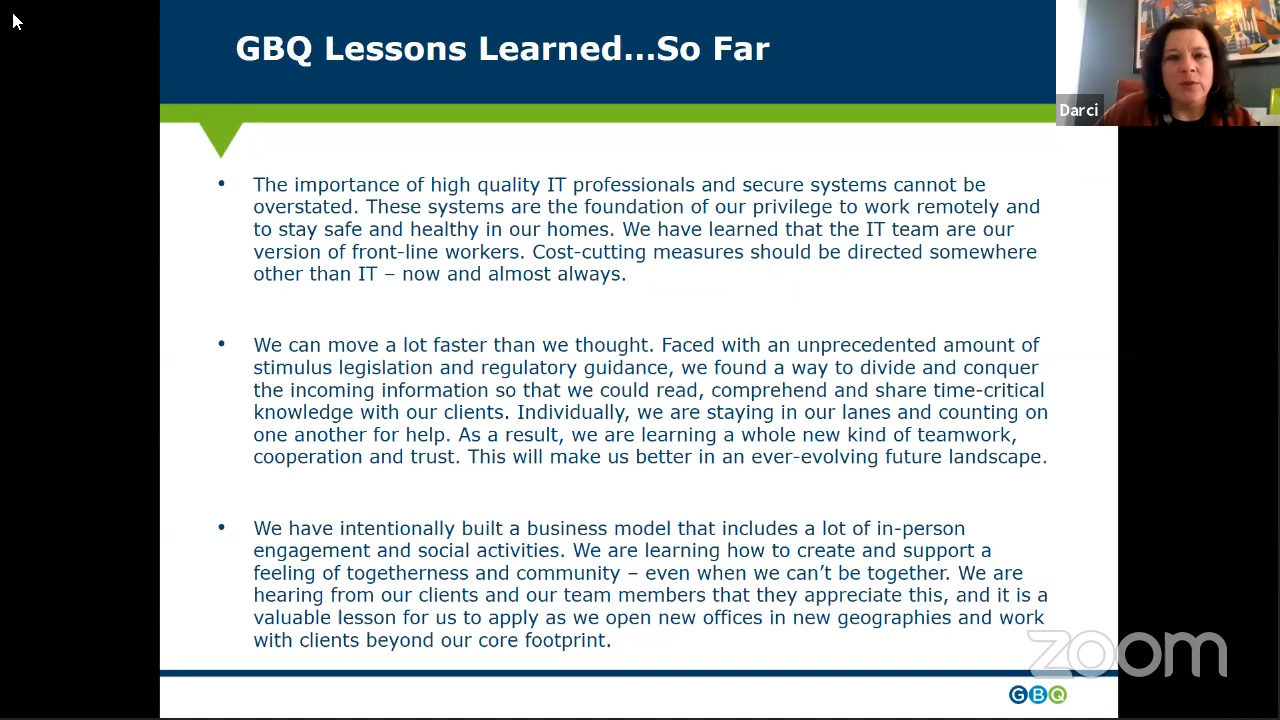 GBQ Lessons Learned...So Far
Darci
• The importance of high quality IT professionals and secure systems cannot be
overstated. These systems are the foundation of our privilege to work remotely and
to stay safe and healthy in our homes. We have learned that the IT team are our
version of front-line workers. Cost-cutting measures should be directed somewhere
other than IT – now and almost always.
• We can move a lot faster than we thought. Faced with an unprecedented amount of
stimulus legislation and regulatory guidance, we found a way to divide and conquer
the incoming information so that we could read, comprehend and share time-critical
knowledge with our clients. Individually, we are staying in our lanes and counting on
one another for help. As a result, we are learning a whole new kind of teamwork,
cooperation and trust. This will make us better in an ever-evolving future landscape.
• We have intentionally built a business model that includes a lot of in-person
engagement and social activities. We are learning how to create and support a
feeling of togetherness and community – even when we can’t be together. We are
hearing from our clients and our team members that they appreciate this, and it is a
valuable lesson for us to apply as we open new offices in new geographies and work
with clients beyond our core footprint.
zoom
GBQ